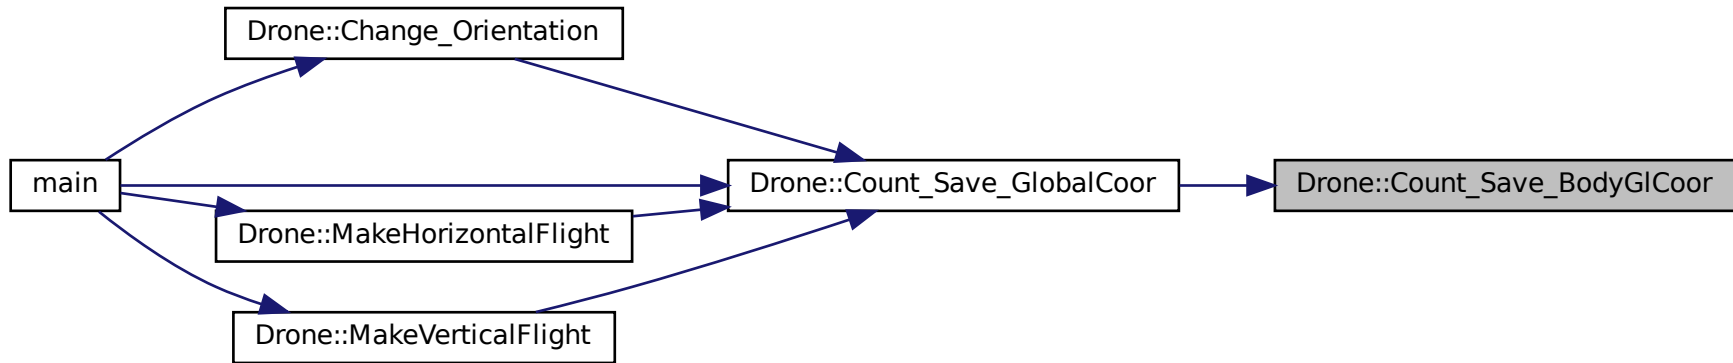 Drone::Change_Orientation
main
Drone::Count_Save_GlobalCoor
Drone::Count_Save_BodyGlCoor
Drone::MakeHorizontalFlight
Drone::MakeVerticalFlight